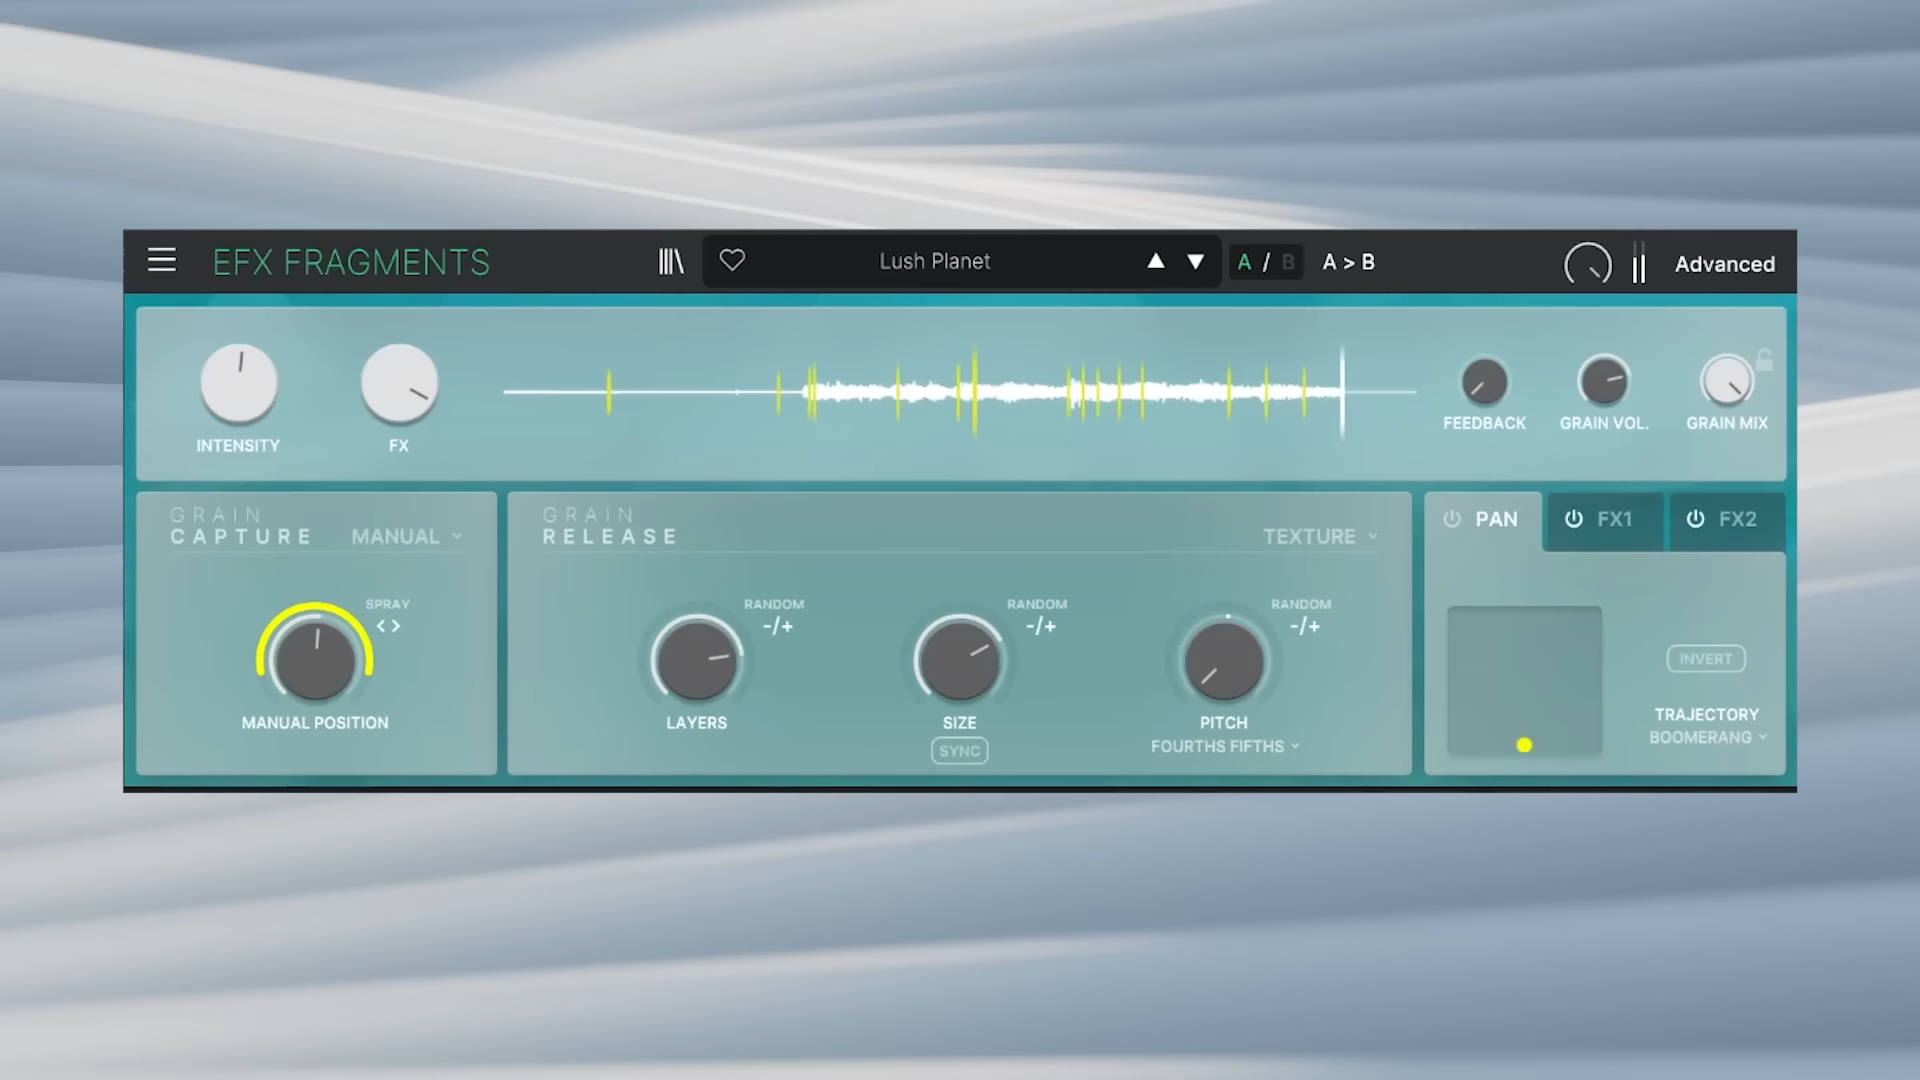 EFX FRAGMENTS
Lush Planet
A / B
A > B
Advanced
INTENSITY
FX
FEEDBACK
GRAIN VOL.
GRAIN MIX
GRAIN
CAPTURE
MANUAL
SPRAY
< >
MANUAL POSITION
GRAIN
RELEASE
TEXTURE
RANDOM
-/+
LAYERS
RANDOM
-/+
SIZE
SYNC
RANDOM
-/+
PITCH
FOURTHS FIFTHS
PAN
FX1
FX2
INVERT
TRAJECTORY
BOOMERANG